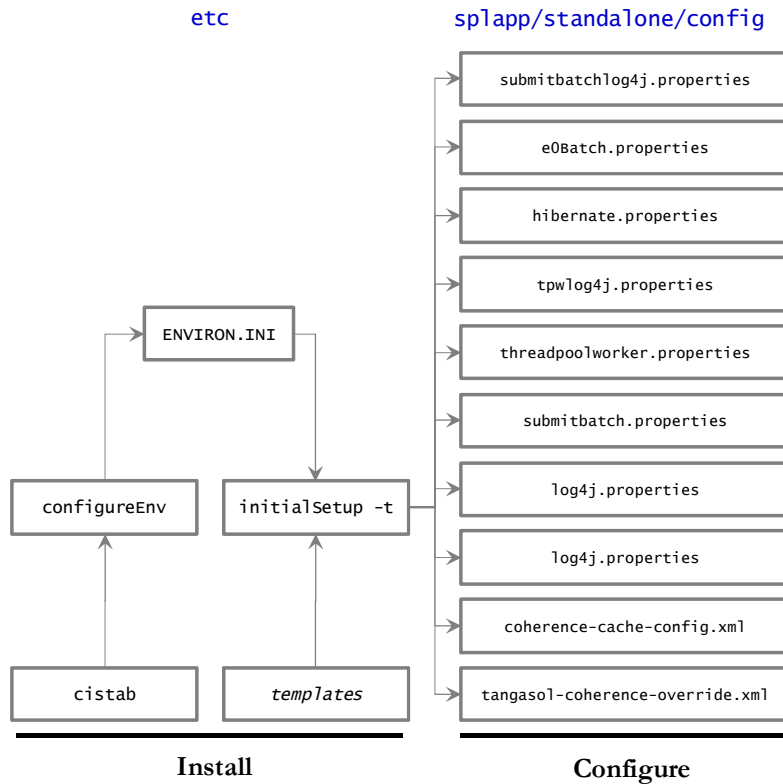 etc
splapp/standalone/config
submitbatchlog4j.properties
e0Batch.properties
hibernate.properties
tpwlog4j.properties
ENVIRON.INI
threadpoolworker.properties
submitbatch.properties
configureEnv
initialSetup -t
log4j.properties
log4j.properties
coherence-cache-config.xml
cistab
templates
tangasol-coherence-override.xml
Install
Configure